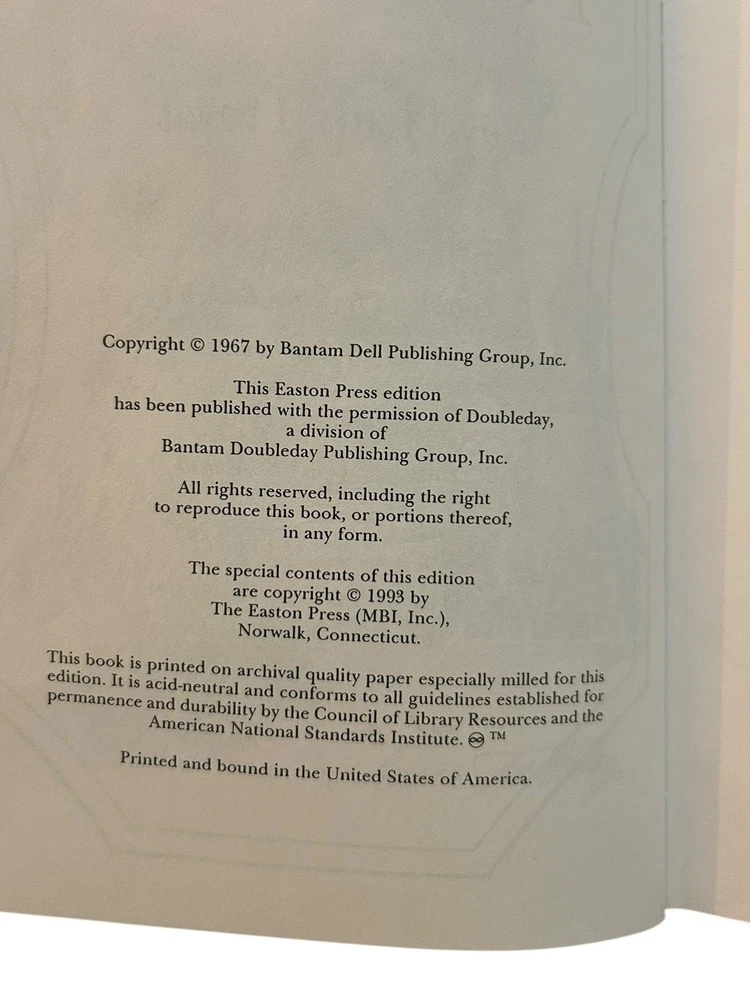 Copyright © 1967 by Bantam Dell Publishing Group, Inc.
This Easton Press edition
has been published with the permission of Doubleday,
a division of
Bantam Doubleday Publishing Group, Inc.
All rights reserved, including the right
to reproduce this book, or portions thereof,
in any form.
The special contents of this edition
are copyright © 1993 by
The Easton Press (MBI, Inc.),
Norwalk, Connecticut.
This book is printed on archival quality paper especially milled for this
edition. It is acid-neutral and conforms to all guidelines established for
permanence and durability by the Council of Library Resources and the
American National Standards Institute. ♾ ™
Printed and bound in the United States of America.